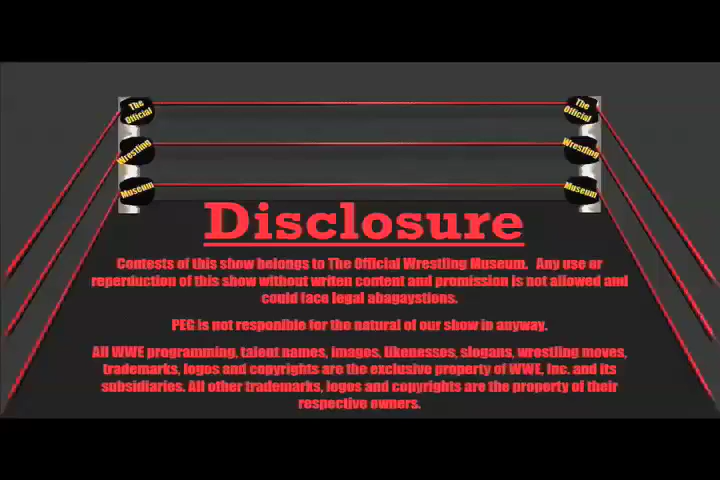 The Official
The Official
Wrestling
Wrestling
Museum
Museum
Disclosure
Contests of this show belongs to The Official Wrestling Museum. Any use or
reperduction of this show without writen content and promission is not allowed and
could face legal abagaystions.
PEG is not responible for the natural of our show in anyway.
All WWE programming, talent names, images, likenesses, slogans, wrestling moves,
trademarks, logos and copyrights are the exclusive property of WWE, Inc. and its
subsidiaries. All other trademarks, logos and copyrights are the property of their
respective owners.